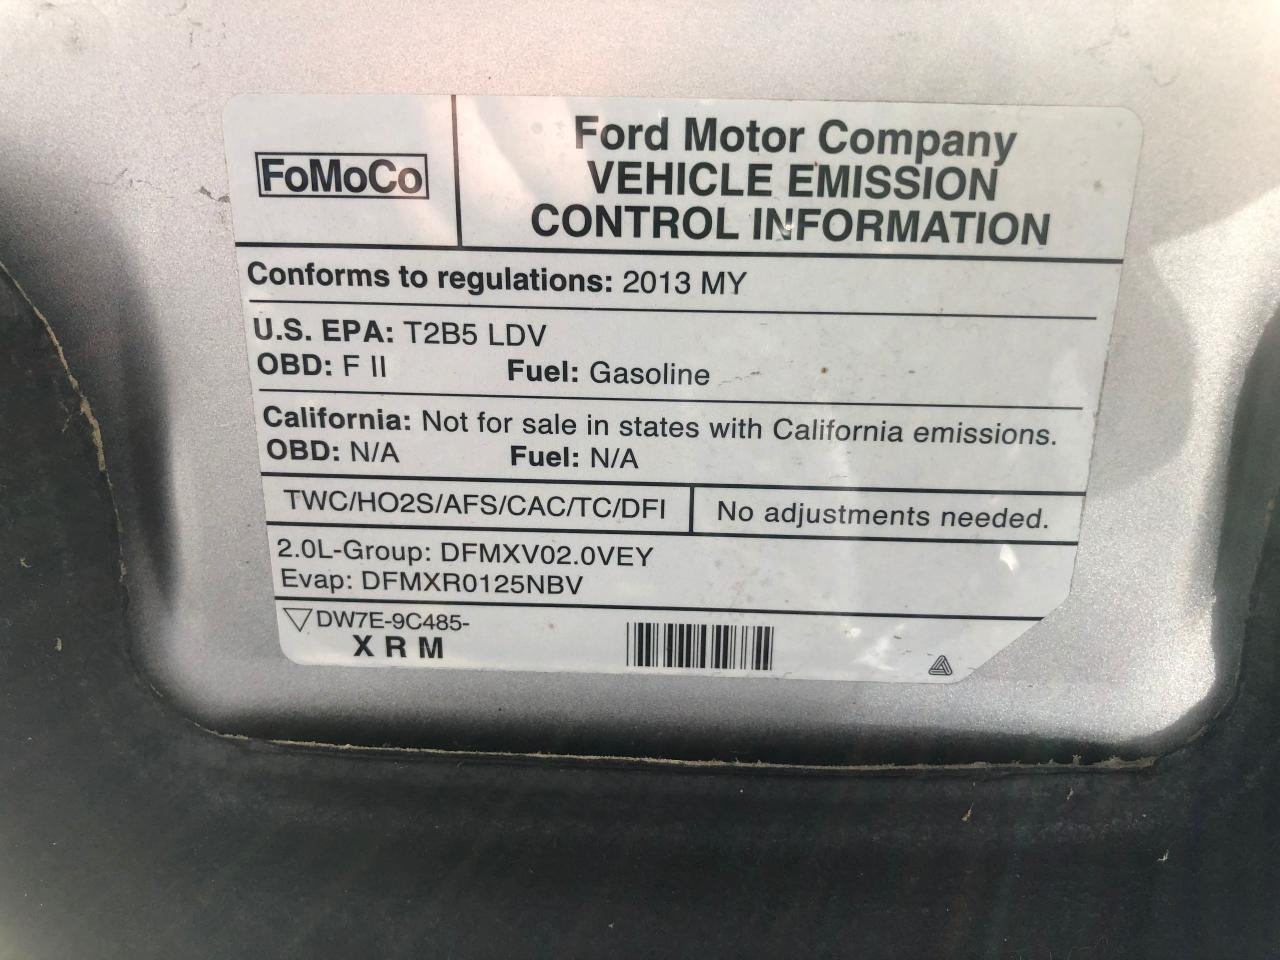 FoMoCo
Ford Motor Company
VEHICLE EMISSION
CONTROL INFORMATION
Conforms to regulations: 2013 MY
U.S. EPA: T2B5 LDV
OBD: F II Fuel: Gasoline
California: Not for sale in states with California emissions.
OBD: N/A Fuel: N/A
TWC/HO2S/AFS/CAC/TC/DFI No adjustments needed.
2.0L-Group: DFMXV02.0VEY
Evap: DFMXR0125NBV
DW7E-9C485-
X R M